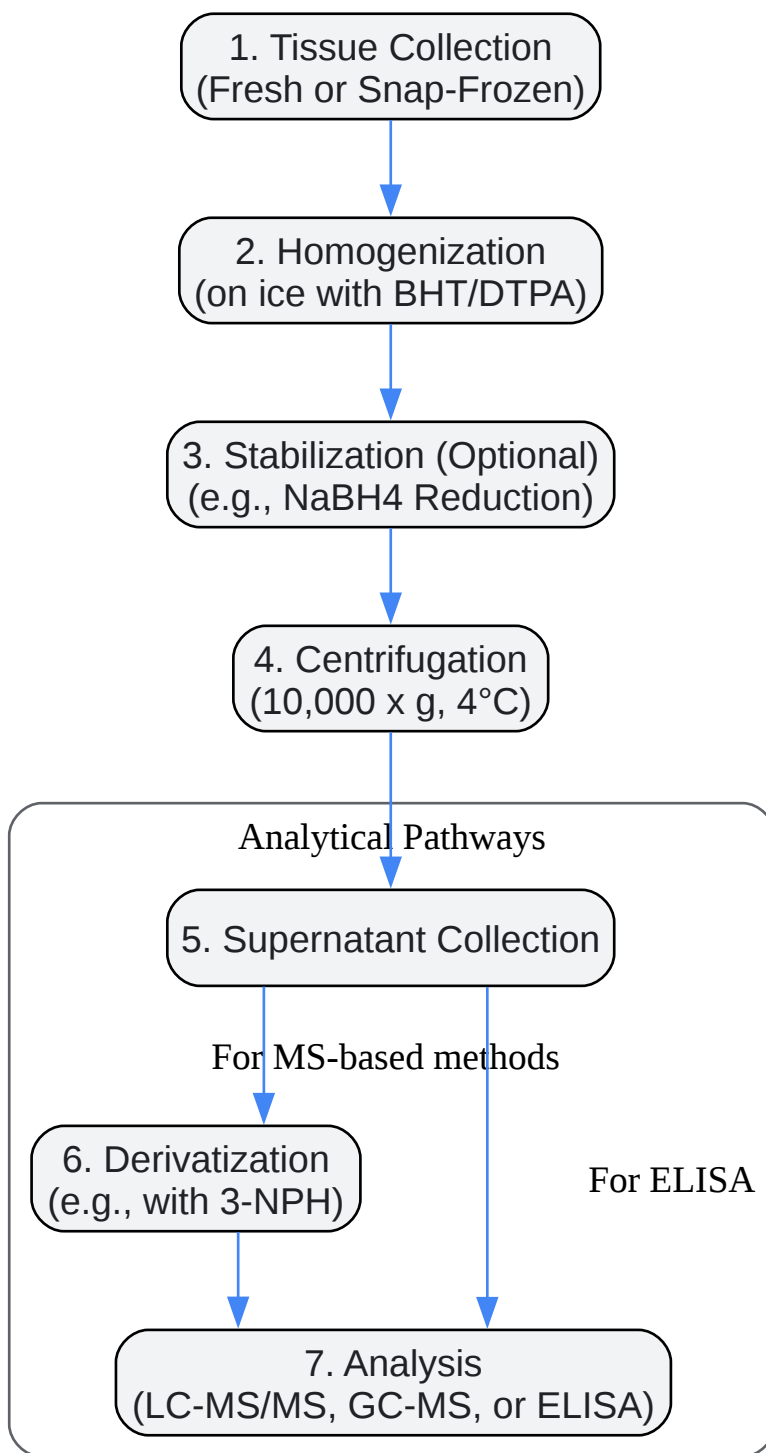 1. Tissue Collection
(Fresh or Snap-Frozen)
2. Homogenization
(on ice with BHT/DTPA)
3. Stabilization (Optional)
(e.g., NaBH4 Reduction)
4. Centrifugation
(10,000 x g, 4°C)
Analytical Pathways
5. Supernatant Collection
For MS-based methods
6. Derivatization
(e.g., with 3-NPH)
For ELISA
7. Analysis
(LC-MS/MS, GC-MS, or ELISA)